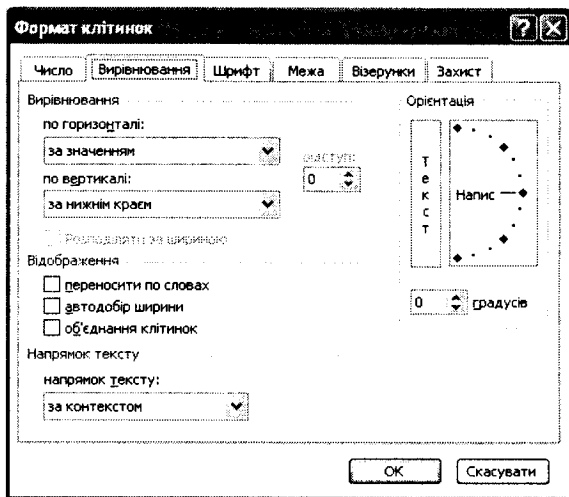 Формат клітинок
Число Вирівнювання Шрифт Межа Візерунки Захист
Вирівнювання
по горизонталі:
за значенням
відступ:
0
по вертикалі:
за нижнім краєм
Розподіляти за шириною
Відображення
переносити по словах
автодобір ширини
об'єднання клітинок
Напрямок тексту
напрямок тексту:
за контекстом
Орієнтація
Текст
Напис
0 градусів
ОК Скасувати